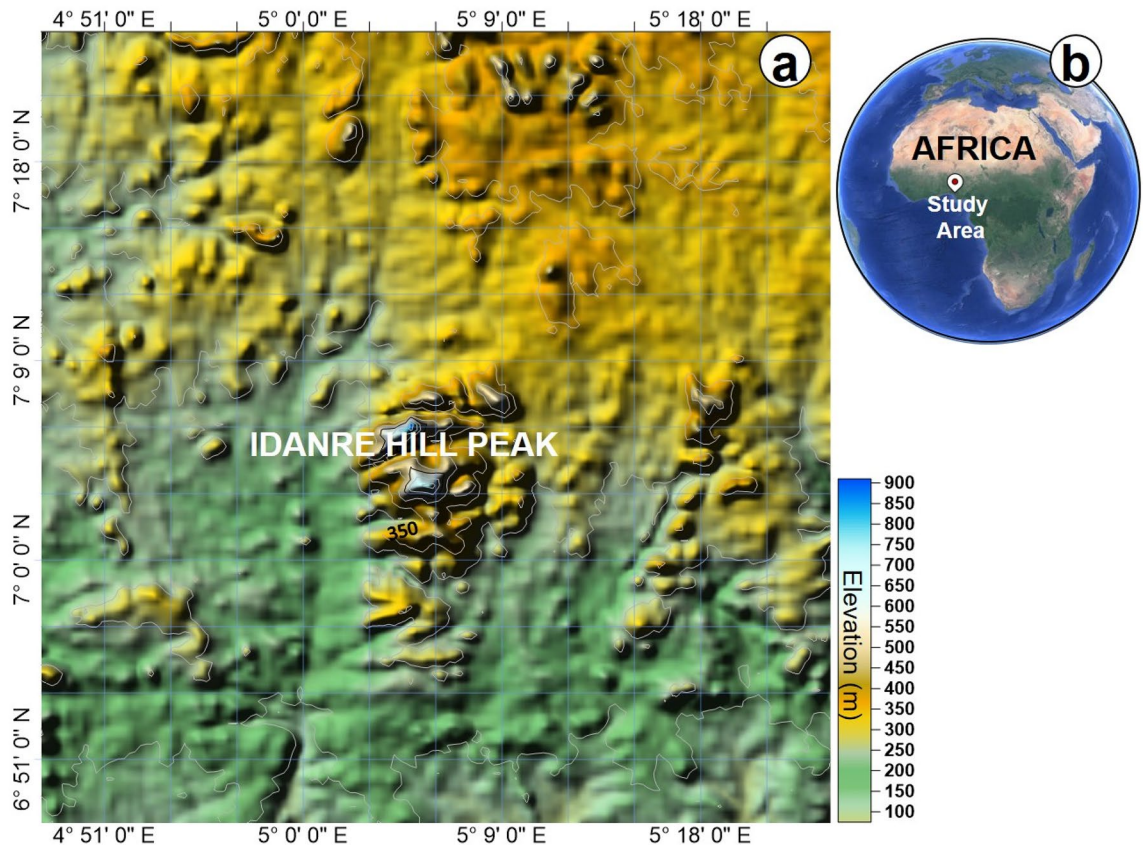 4° 51' 0" E
5° 0' 0" E
5° 9' 0" E
5° 18' 0" E
a
b
7° 18' 0" N
7° 9' 0" N
7° 0' 0" N
6° 51' 0" N
AFRICA
Study
Area
IDANRE HILL PEAK
350
Elevation (m)
900
850
800
750
700
650
600
550
500
450
400
350
300
250
200
150
100
4° 51' 0" E
5° 0' 0" E
5° 9' 0" E
5° 18' 0" E